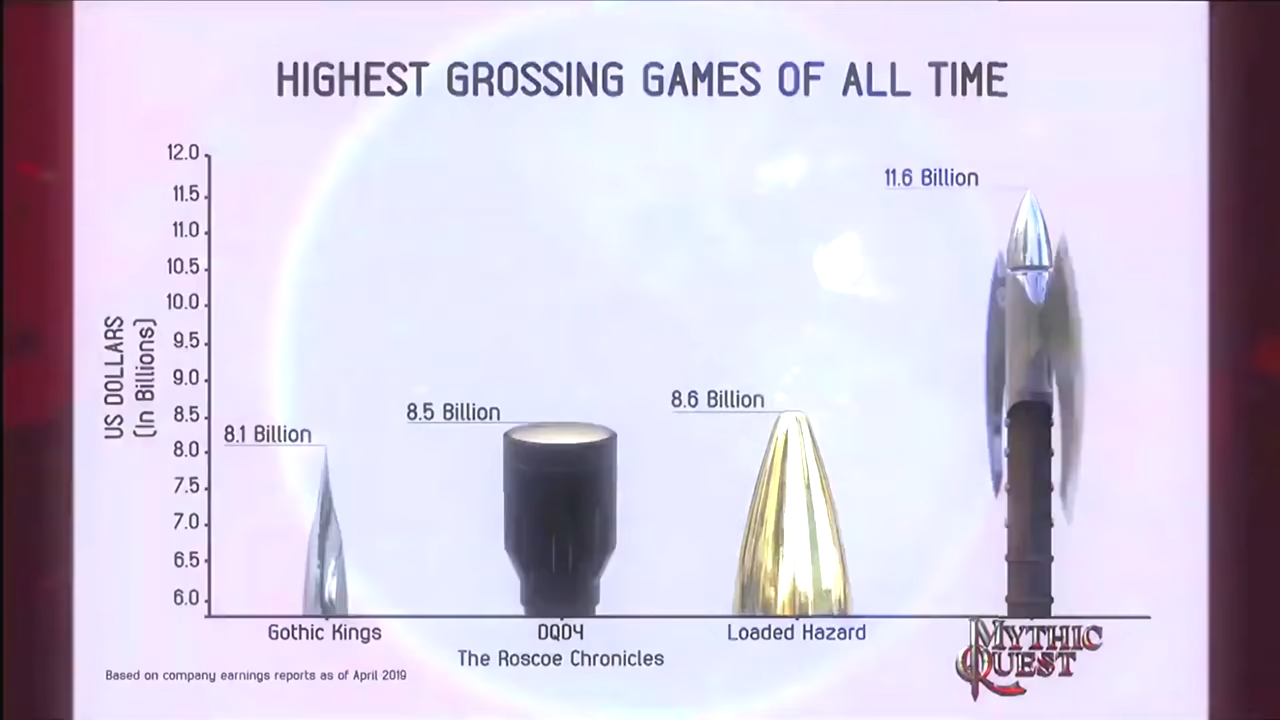 HIGHEST GROSSING GAMES OF ALL TIME
12.0
11.5
11.0
10.5
10.0
9.5
9.0
8.5
8.0
7.5
7.0
6.5
6.0
US DOLLARS
(In Billions)
8.1 Billion
8.5 Billion
8.6 Billion
11.6 Billion
Gothic Kings
DQD4
The Roscoe Chronicles
Loaded Hazard
MYTHIC
QUEST
Based on company earnings reports as of April 2019